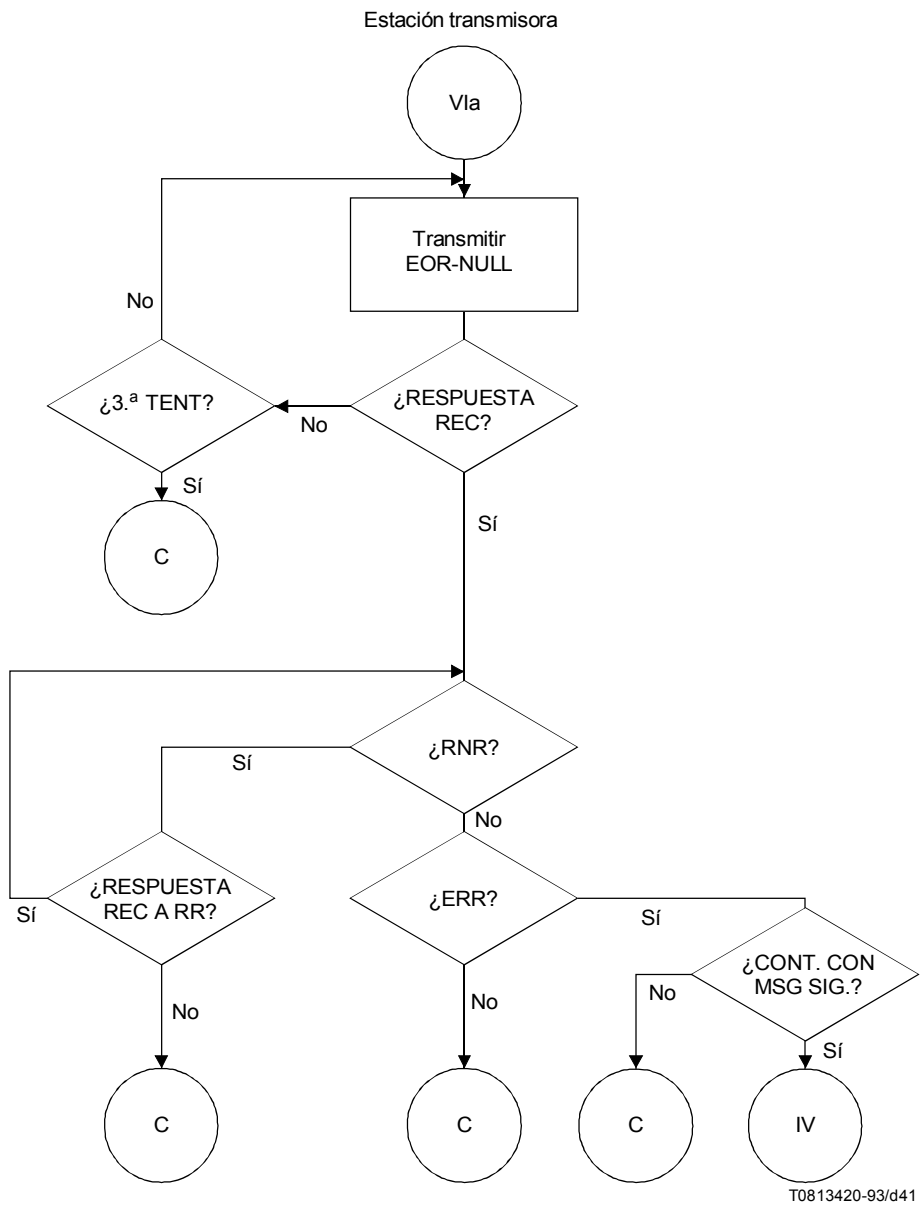 Estación transmisora
VIa
Transmitir
EOR-NULL
No
¿3.ª TENT?
No
¿RESPUESTA
REC?
Sí
C
Sí
¿RNR?
Sí
No
¿RESPUESTA
REC A RR?
Sí
¿ERR?
Sí
¿CONT. CON
MSG SIG.?
No
No
No
Sí
C
C
C
IV
T0813420-93/d41